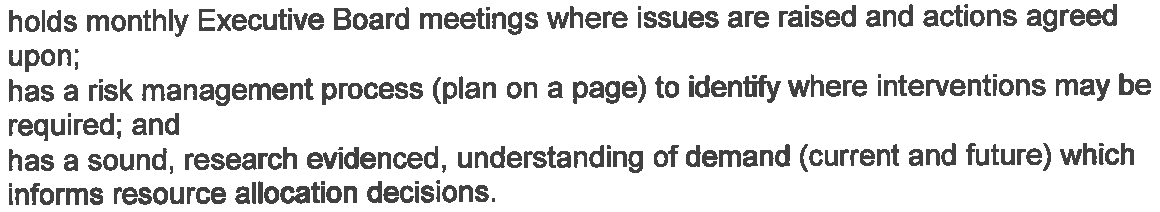 holds monthly Executive Board meetings where issues are raised and actions agreed
upon;
has a risk management process (plan on a page) to identify where interventions may be
required; and
has a sound, research evidenced, understanding of demand (current and future) which
informs resource allocation decisions.